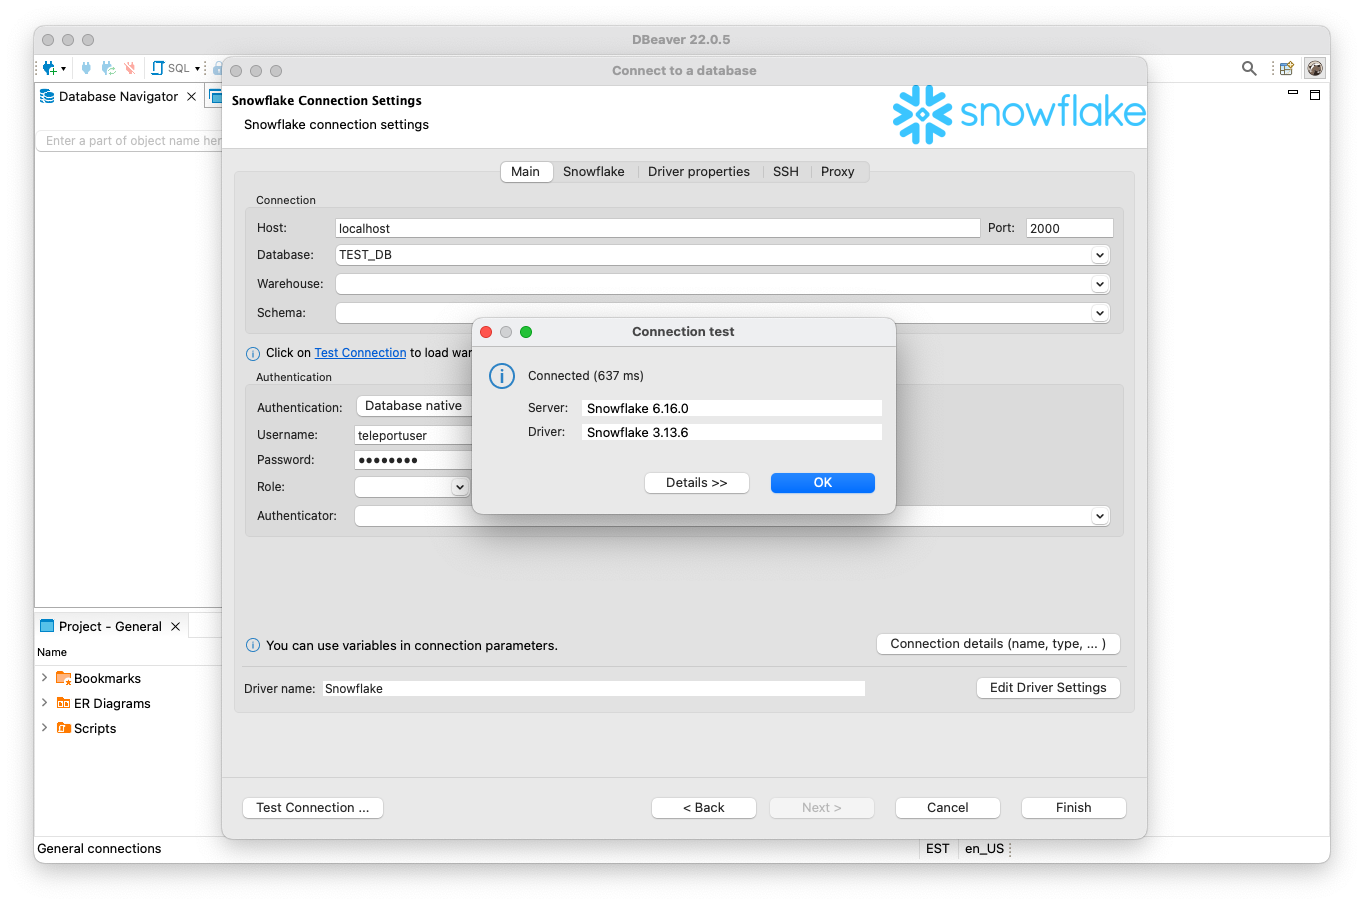 DBeaver 22.0.5
SQL
Connect to a database
Database Navigator
Enter a part of object name her
Snowflake Connection Settings
Snowflake connection settings
snowflake
Main Snowflake Driver properties SSH Proxy
Connection
Host: localhost Port: 2000
Database: TEST_DB
Warehouse:
Schema:
Click on Test Connection to load war
Authentication
Authentication: Database native
Username: teleportuser
Password: ●●●●●●●●
Role:
Authenticator:
Connection test
Connected (637 ms)
Server: Snowflake 6.16.0
Driver: Snowflake 3.13.6
Details >> OK
You can use variables in connection parameters.
Connection details (name, type, ... )
Driver name: Snowflake
Edit Driver Settings
Test Connection ... < Back Next > Cancel Finish
Project - General
Name
Bookmarks
ER Diagrams
Scripts
General connections EST en_US